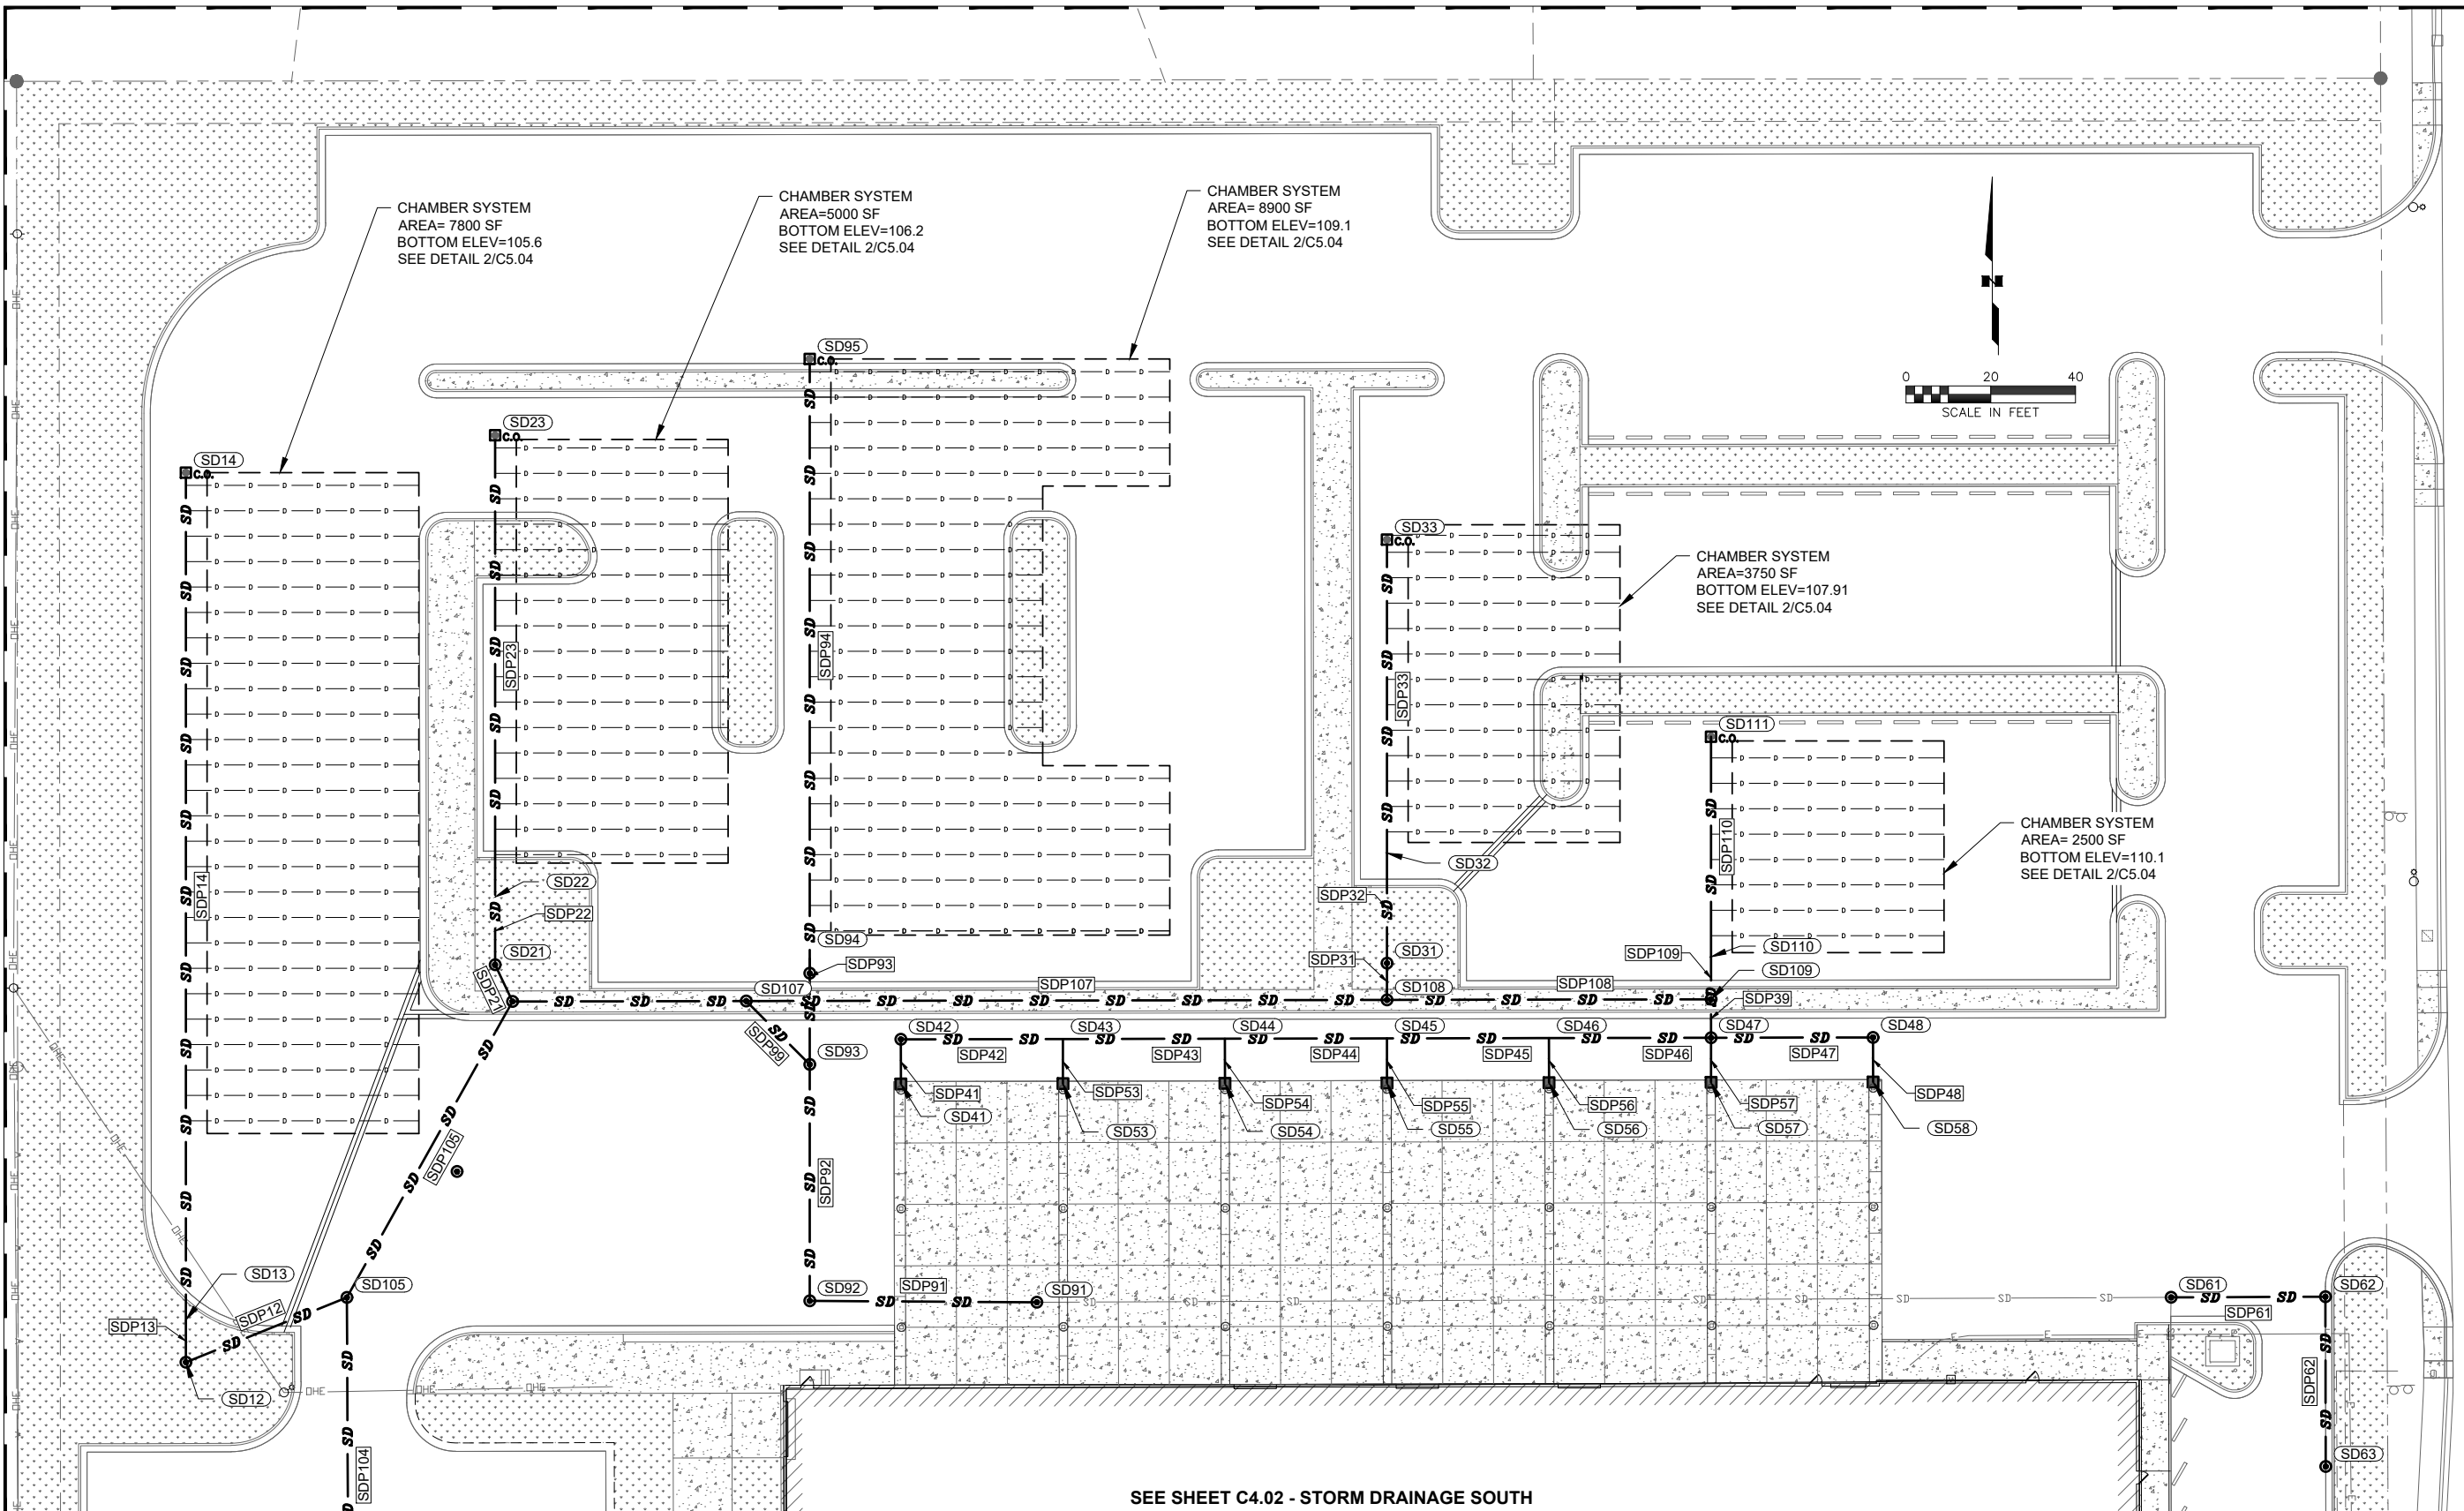 CHAMBER SYSTEM
AREA= 7800 SF
BOTTOM ELEV=105.6
SEE DETAIL 2/C5.04
CHAMBER SYSTEM
AREA=5000 SF
BOTTOM ELEV=106.2
SEE DETAIL 2/C5.04
CHAMBER SYSTEM
AREA= 8900 SF
BOTTOM ELEV=109.1
SEE DETAIL 2/C5.04
N
0 20 40
SCALE IN FEET
SD95
C.O.
SD23
C.O.
SD14
C.O.
SD33
C.O.
CHAMBER SYSTEM
AREA=3750 SF
BOTTOM ELEV=107.91
SEE DETAIL 2/C5.04
SDP23
SDP94
SDP33
SD111
C.O.
CHAMBER SYSTEM
AREA= 2500 SF
BOTTOM ELEV=110.1
SEE DETAIL 2/C5.04
SDP110
SDP14
SD22
SDP22
SD32
SDP32
SD21
SDP21
SD94
SDP93
SD31
SDP31
SDP109
SD110
SD109
SD107
SDP107
SD108
SDP108
SDP39
SDP99
SD93
SD42
SD43
SD44
SD45
SD46
SD47
SD48
SDP42
SDP43
SDP44
SDP45
SDP46
SDP47
SDP41
SDP53
SDP54
SDP55
SDP56
SDP57
SDP48
SD41
SD53
SD54
SD55
SD56
SD57
SD58
SDP105
SDP92
SD13
SD105
SDP12
SDP13
SD12
SD92
SDP91
SD91
SD61
SD62
SDP61
SDP62
SD63
SDP104
SD
OHE
SEE SHEET C4.02 - STORM DRAINAGE SOUTH